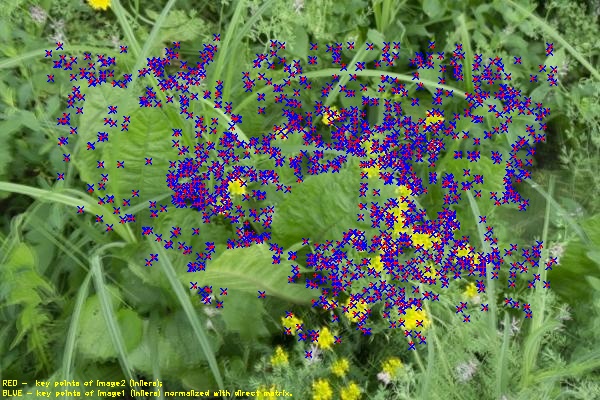 RED - key points of image2 (inliers);
BLUE - key points of image1 (inliers) normalized with direct matrix.